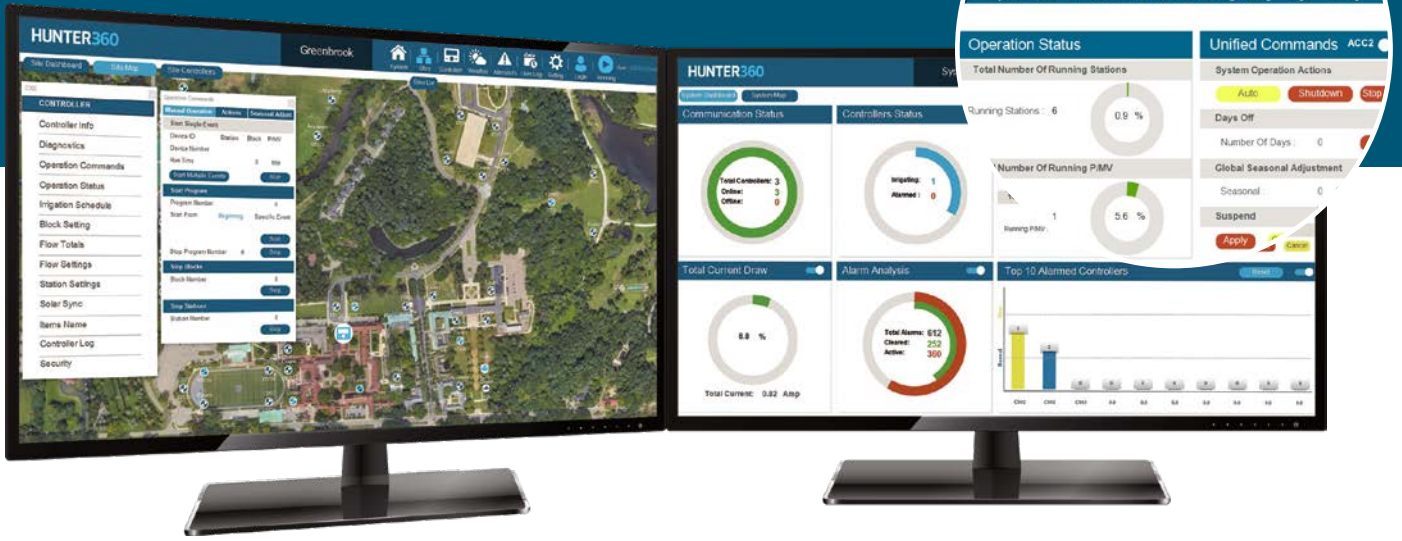 HUNTER360
Greenbrook
Site Dashboard
Site Map
Site Controllers
CONTROLLER
Controller Info
Diagnostics
Operation Commands
Operation Status
Irrigation Schedule
Block Setting
Flow Totals
Flow Settings
Station Settings
Solar Sync
Items Name
Controller Log
Security
Operation Commands
Manual Operation
Actions
Seasonal Adjust
Start Single Event
Device ID
Station
Block
P/MV
Device Number
Run Time
Start Multiple Events
Start
Start Program
Program Number
Start From
Beginning
Specific Event
Start
Stop Program Number
Stop
Stop Blocks
Block Number
Stop
Stop Stations
Station Number
Stop
HUNTER360
System Dashboard
System Map
Communication Status
Controllers Status
Total Controllers: 3
Online: 3
Offline: 0
Irrigating: 1
Alarmed: 0
Total Current Draw
Alarm Analysis
Top 10 Alarmed Controllers
Reset
%
Total Current: 0.02 Amp
Total Alarms: 612
Cleared: 252
Active: 360
Operation Status
Total Number Of Running Stations
Running Stations : 6
0.9 %
Number Of Running P/MV
1
Running P/MV :
5.6 %
Unified Commands ACC2
System Operation Actions
Auto
Shutdown
Stop
Days Off
Number Of Days : 0
Global Seasonal Adjustment
Seasonal : 0
Suspend
Apply
Cancel